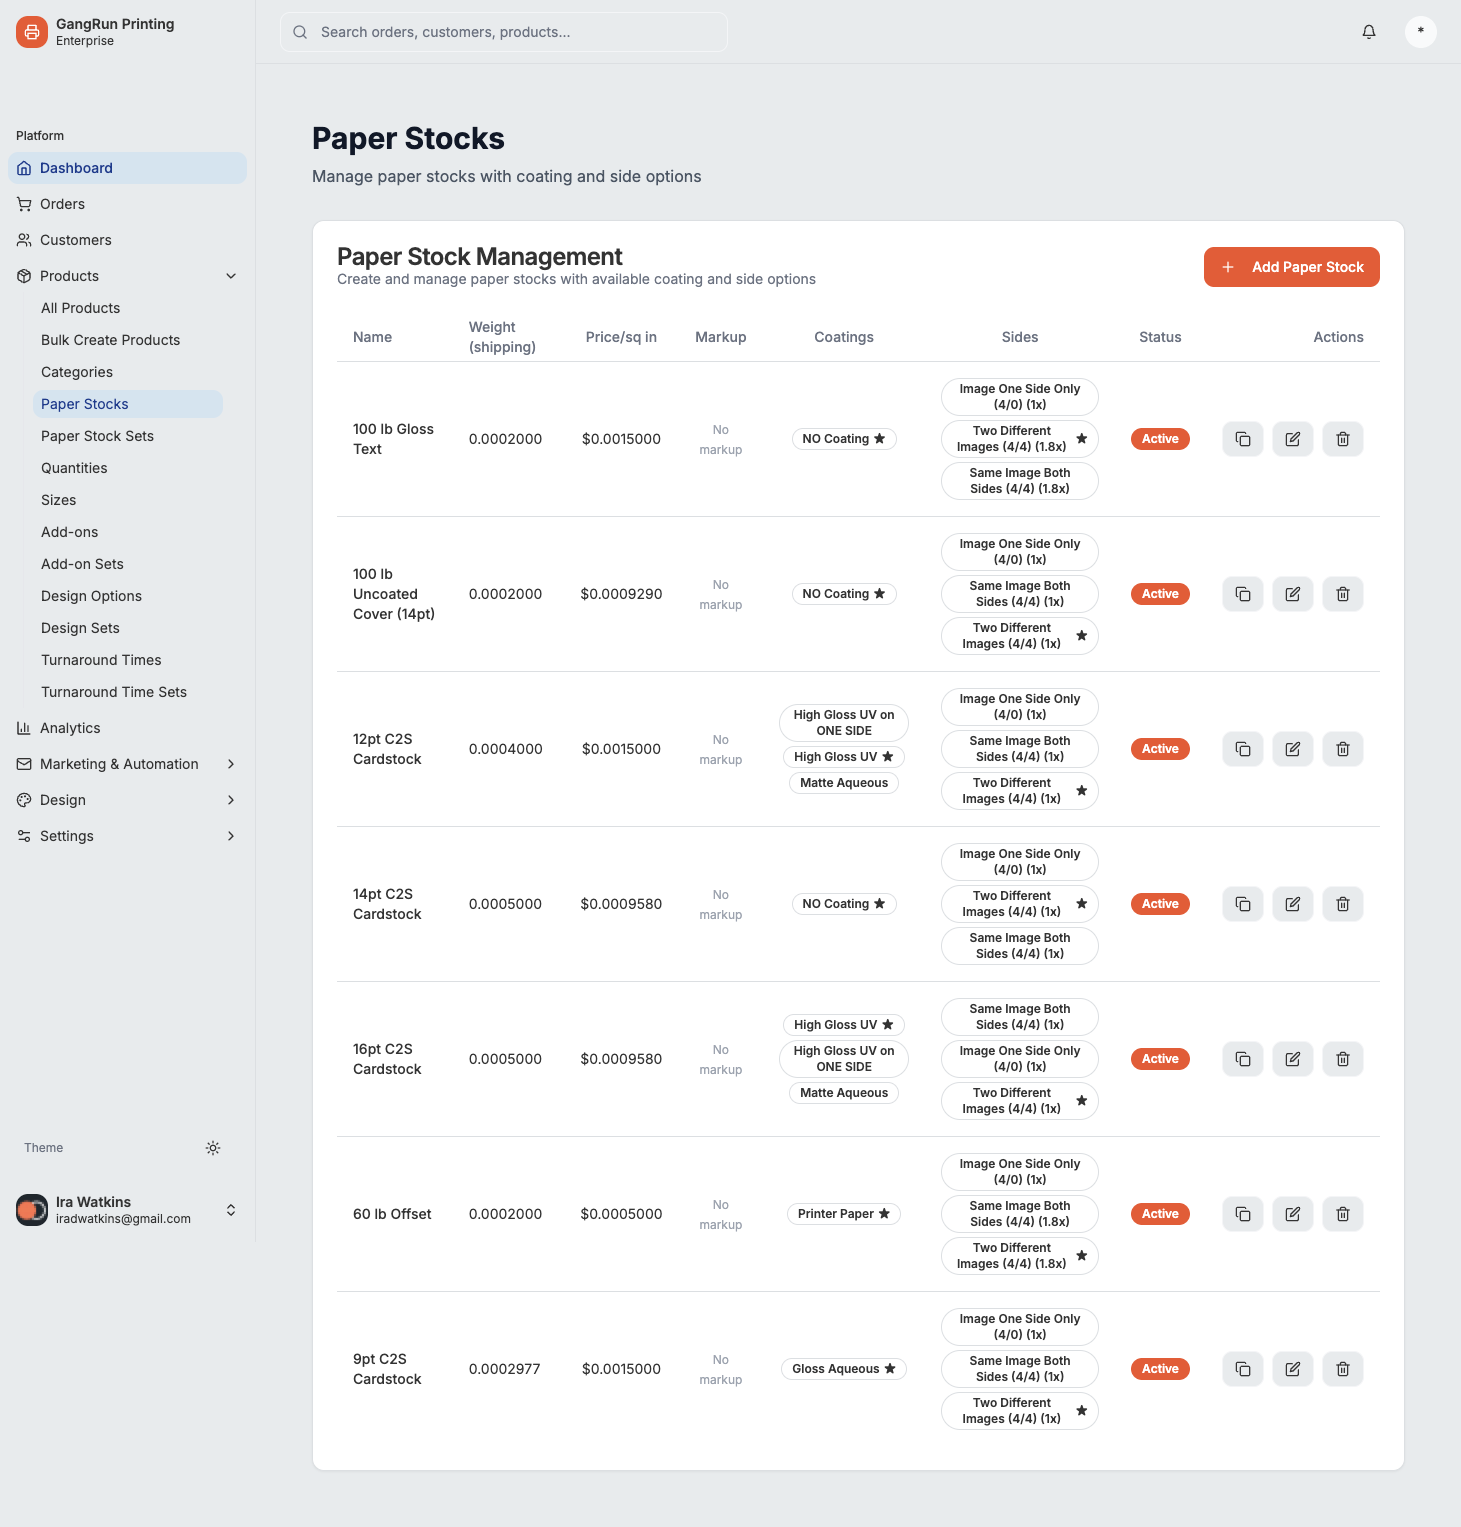 GangRun Printing
Enterprise
Search orders, customers, products...
*
Platform
Dashboard
Orders
Customers
Products
All Products
Bulk Create Products
Categories
Paper Stocks
Paper Stock Sets
Quantities
Sizes
Add-ons
Add-on Sets
Design Options
Design Sets
Turnaround Times
Turnaround Time Sets
Analytics
Marketing & Automation
Design
Settings
Theme
Ira Watkins
iradwatkins@gmail.com
Paper Stocks
Manage paper stocks with coating and side options
Paper Stock Management
Create and manage paper stocks with available coating and side options
Add Paper Stock
Name
Weight
(shipping)
Price/sq in
Markup
Coatings
Sides
Status
Actions
100 lb Gloss
Text
0.0002000
$0.0015000
No
markup
NO Coating ★
Image One Side Only
(4/0) (1x)
Two Different
Images (4/4) (1.8x) ★
Same Image Both
Sides (4/4) (1.8x)
Active
100 lb
Uncoated
Cover (14pt)
0.0002000
$0.0009290
No
markup
NO Coating ★
Image One Side Only
(4/0) (1x)
Same Image Both
Sides (4/4) (1x)
Two Different
Images (4/4) (1x) ★
Active
12pt C2S
Cardstock
0.0004000
$0.0015000
No
markup
High Gloss UV on
ONE SIDE
High Gloss UV ★
Matte Aqueous
Image One Side Only
(4/0) (1x)
Same Image Both
Sides (4/4) (1x)
Two Different
Images (4/4) (1x) ★
Active
14pt C2S
Cardstock
0.0005000
$0.0009580
No
markup
NO Coating ★
Image One Side Only
(4/0) (1x)
Two Different
Images (4/4) (1x) ★
Same Image Both
Sides (4/4) (1x)
Active
16pt C2S
Cardstock
0.0005000
$0.0009580
No
markup
High Gloss UV ★
High Gloss UV on
ONE SIDE
Matte Aqueous
Same Image Both
Sides (4/4) (1x)
Image One Side Only
(4/0) (1x)
Two Different
Images (4/4) (1x) ★
Active
60 lb Offset
0.0002000
$0.0005000
No
markup
Printer Paper ★
Image One Side Only
(4/0) (1x)
Same Image Both
Sides (4/4) (1.8x)
Two Different
Images (4/4) (1.8x) ★
Active
9pt C2S
Cardstock
0.0002977
$0.0015000
No
markup
Gloss Aqueous ★
Image One Side Only
(4/0) (1x)
Same Image Both
Sides (4/4) (1x)
Two Different
Images (4/4) (1x) ★
Active